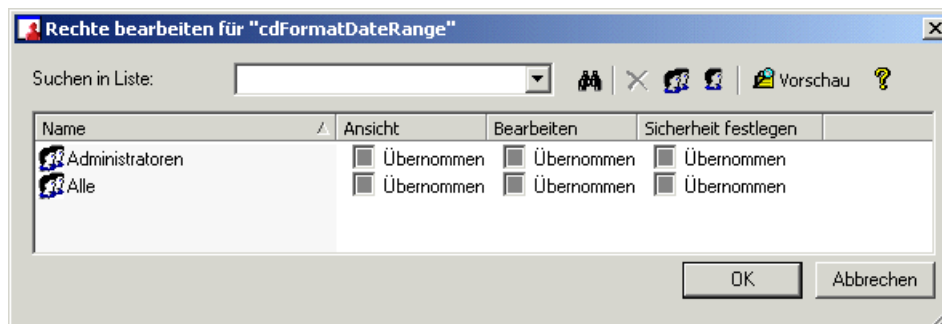 Rechte bearbeiten für "cdFormatDateRange"
Suchen in Liste: Vorschau
Name Ansicht Bearbeiten Sicherheit festlegen
Administratoren Übernommen Übernommen Übernommen
Alle Übernommen Übernommen Übernommen
OK Abbrechen